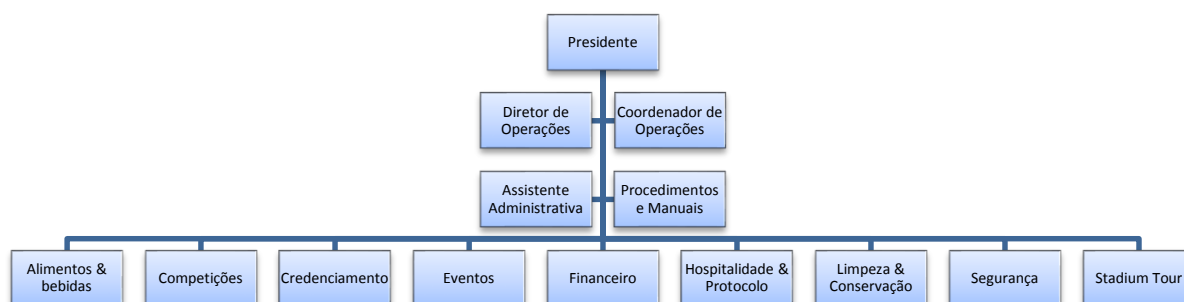 Presidente
Diretor de
Operações
Coordenador de
Operações
Assistente
Administrativa
Procedimentos
e Manuais
Alimentos &
bebidas
Competições
Credenciamento
Eventos
Financeiro
Hospitalidade &
Protocolo
Limpeza &
Conservação
Segurança
Stadium Tour